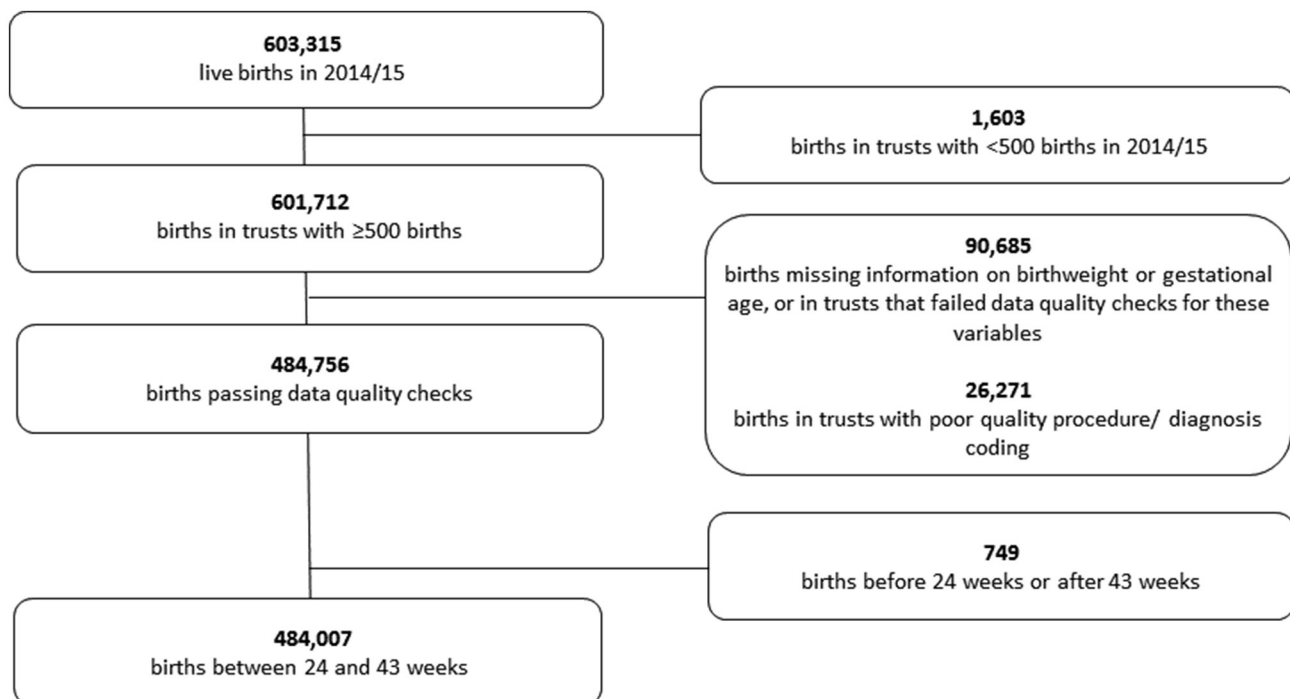 603,315
live births in 2014/15
1,603
births in trusts with <500 births in 2014/15
601,712
births in trusts with ≥500 births
90,685
births missing information on birthweight or gestational
age, or in trusts that failed data quality checks for these
variables
26,271
births in trusts with poor quality procedure/ diagnosis
coding
484,756
births passing data quality checks
749
births before 24 weeks or after 43 weeks
484,007
births between 24 and 43 weeks